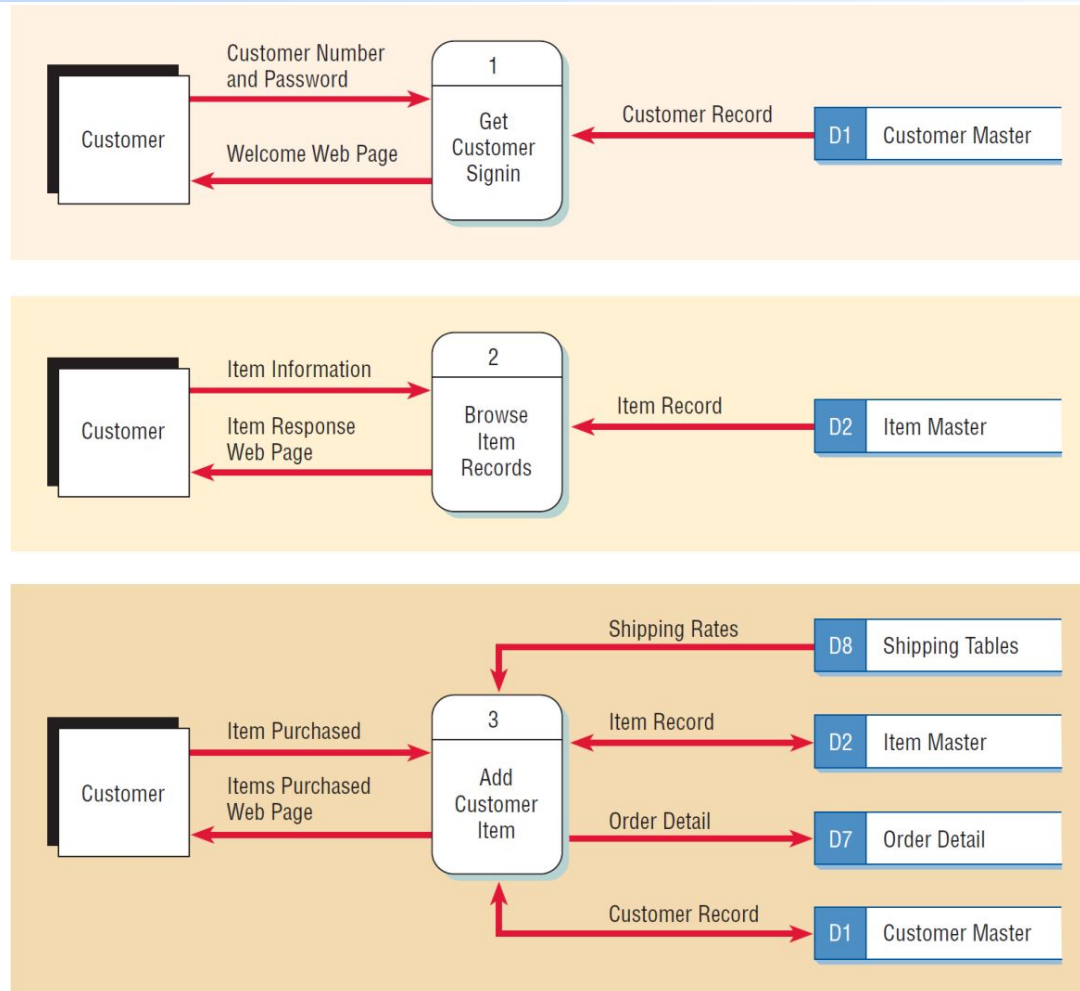 Customer
Customer Number
and Password
Welcome Web Page
1
Get
Customer
Signin
Customer Record
D1 Customer Master
Customer
Item Information
Item Response
Web Page
2
Browse
Item
Records
Item Record
D2 Item Master
Customer
Item Purchased
Items Purchased
Web Page
3
Add
Customer
Item
Shipping Rates
D8 Shipping Tables
Item Record
D2 Item Master
Order Detail
D7 Order Detail
Customer Record
D1 Customer Master